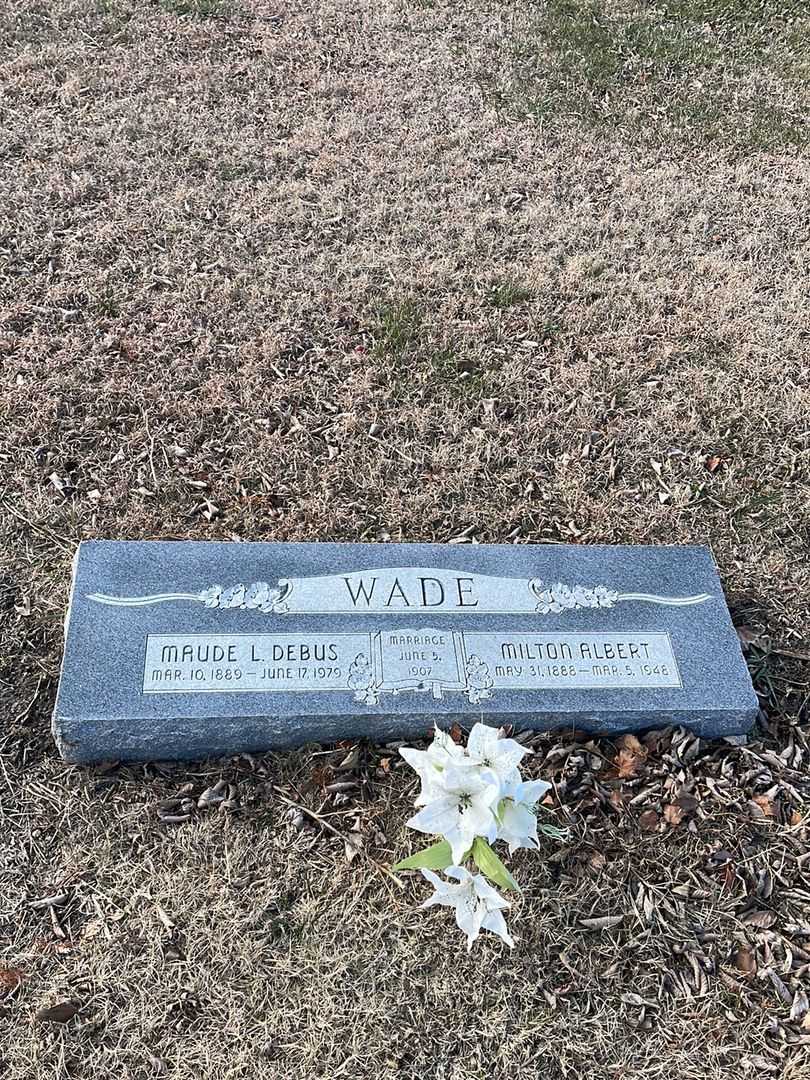 WADE
MAUDE L. DEBUS
MAR. 10, 1889 — JUNE 17, 1979
MARRIAGE
JUNE 5,
1907
MILTON ALBERT
MAY 31, 1888 — MAR. 5, 1948